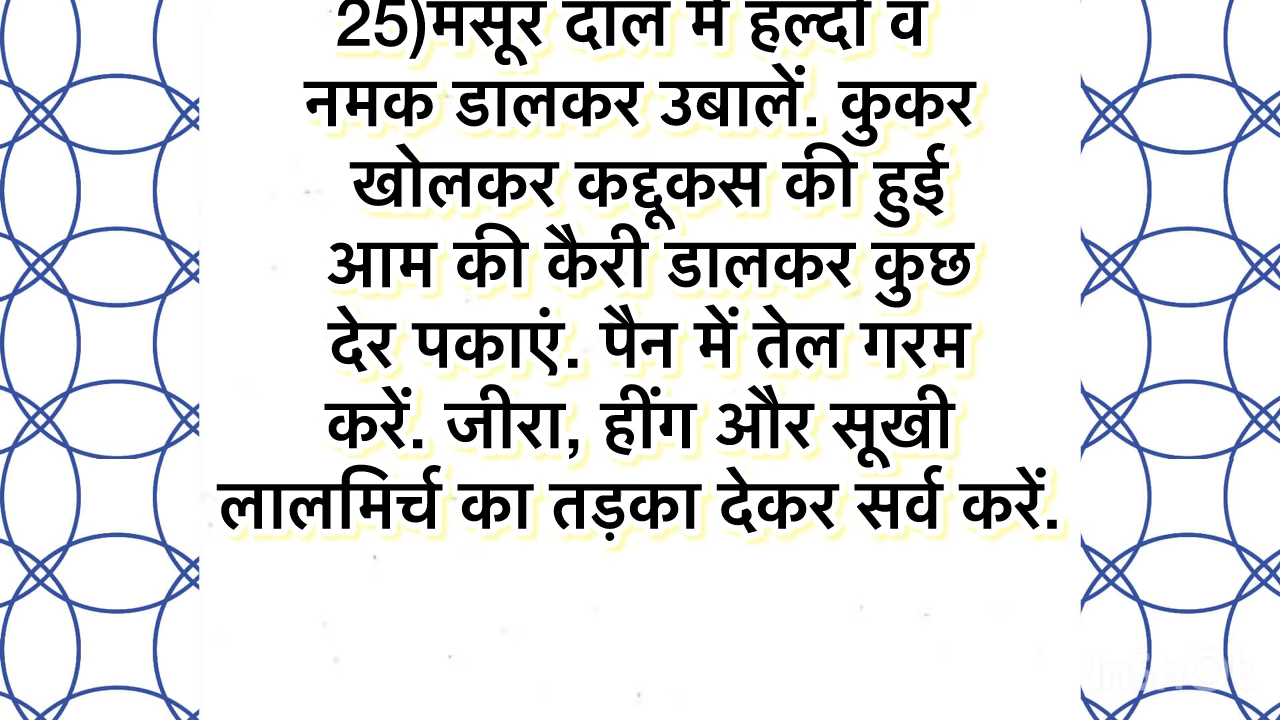 25)मसूर दाल में हल्दी व
नमक डालकर उबालें. कुकर
खोलकर कद्दूकस की हुई
आम की कैरी डालकर कुछ
देर पकाएं. पैन में तेल गरम
करें. जीरा, हींग और सूखी
लालमिर्च का तड़का देकर सर्व करें.
InShOt